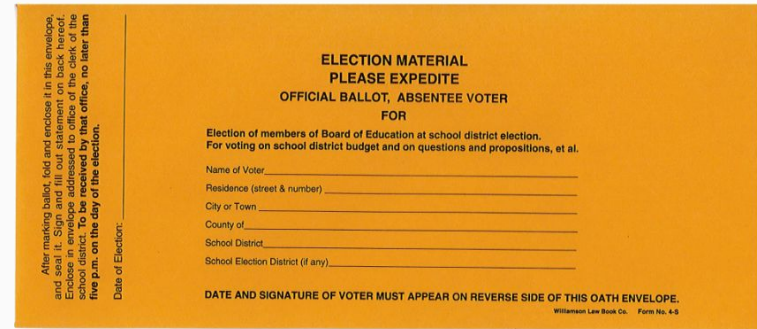 After marking ballot, fold and enclose it in this envelope,
and seal it. Sign and fill out statement on back hereof.
Enclose in envelope addressed to office of the clerk of the
school district. To be received by that office, no later than
five p.m. on the day of the election.
Date of Election:
ELECTION MATERIAL
PLEASE EXPEDITE
OFFICIAL BALLOT, ABSENTEE VOTER
FOR
Election of members of Board of Education at school district election.
For voting on school district budget and on questions and propositions, et al.
Name of Voter
Residence (street & number)
City or Town
County of
School District
School Election District (if any)
DATE AND SIGNATURE OF VOTER MUST APPEAR ON REVERSE SIDE OF THIS OATH ENVELOPE.
Williamson Law Book Co. Form No. 4-S